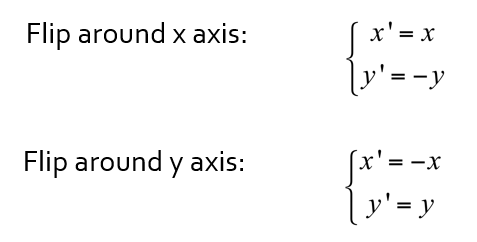 Flip around x axis:
x' = x
y' = −y
Flip around y axis:
x' = −x
y' = y